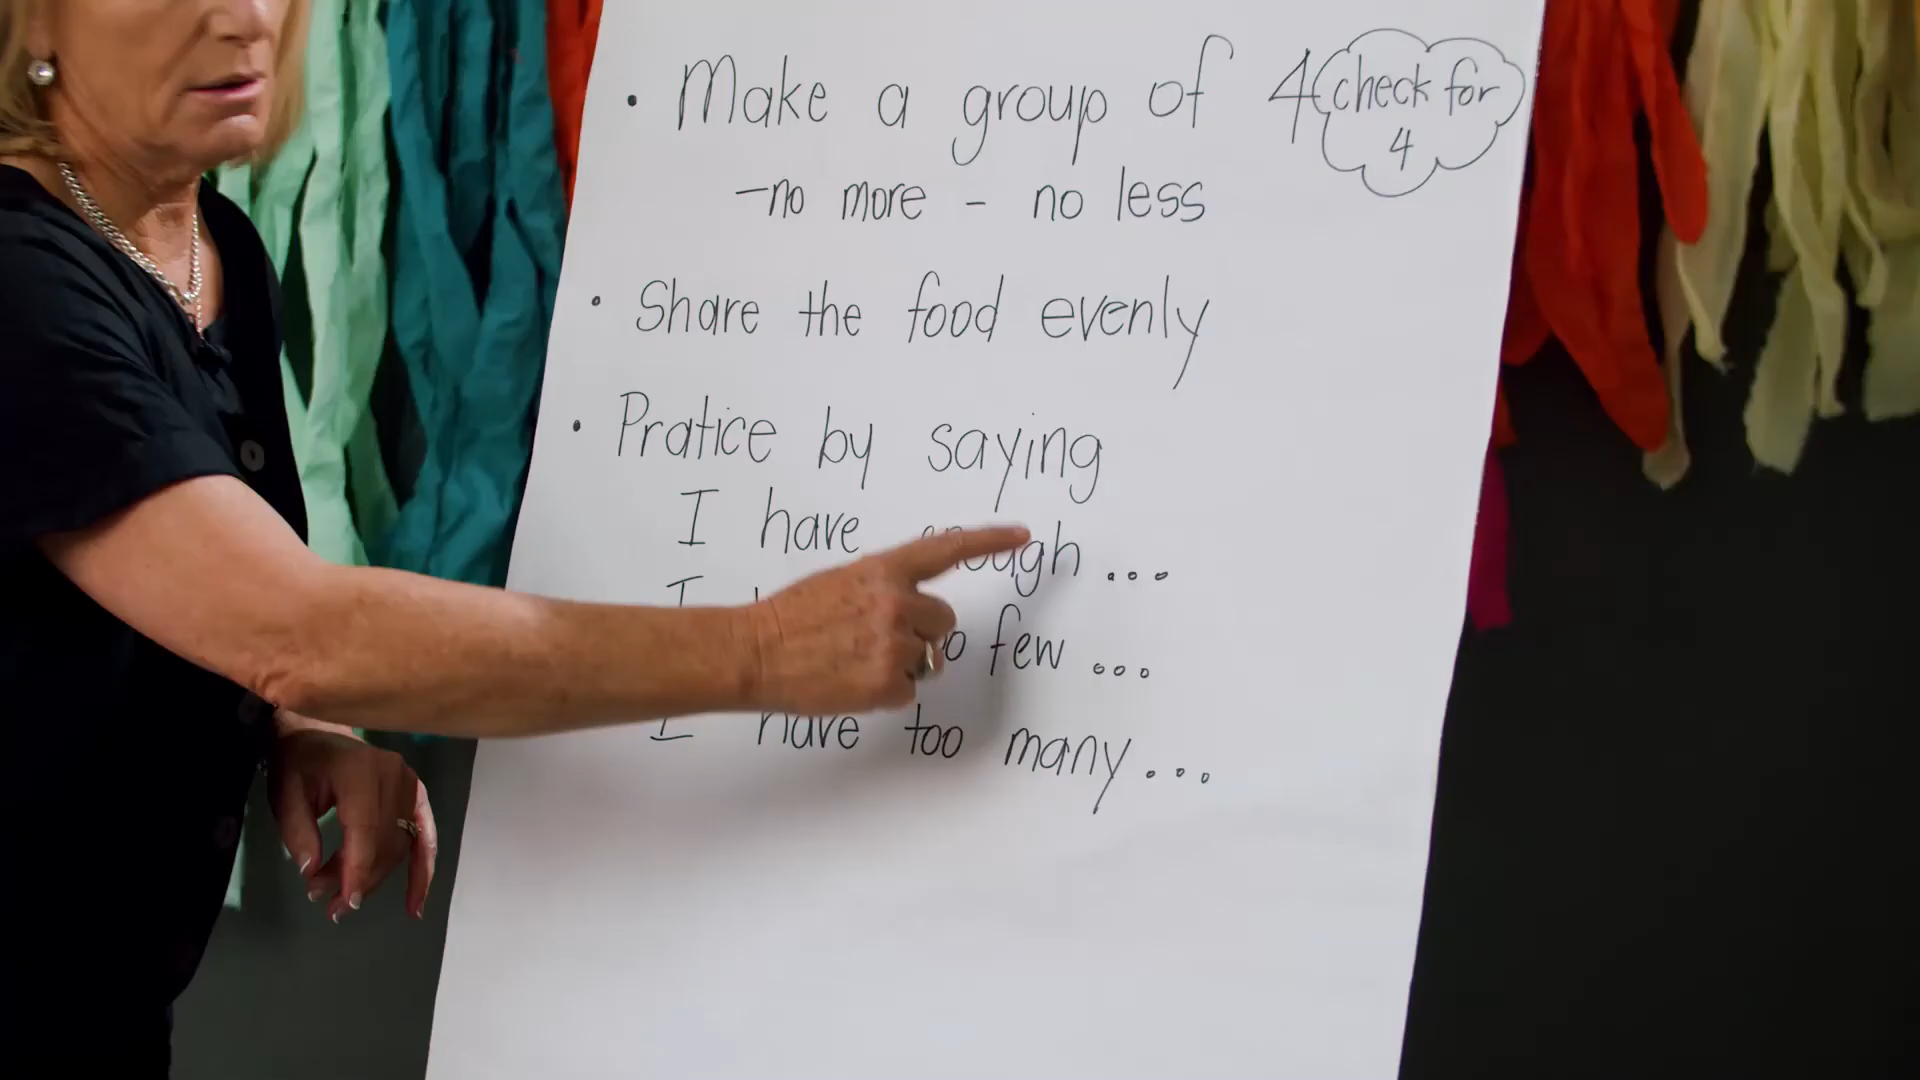 • Make a group of 4 check for 4
-no more - no less
• Share the food evenly
• Pratice by saying
I have enough ...
I few ...
I have too many ...